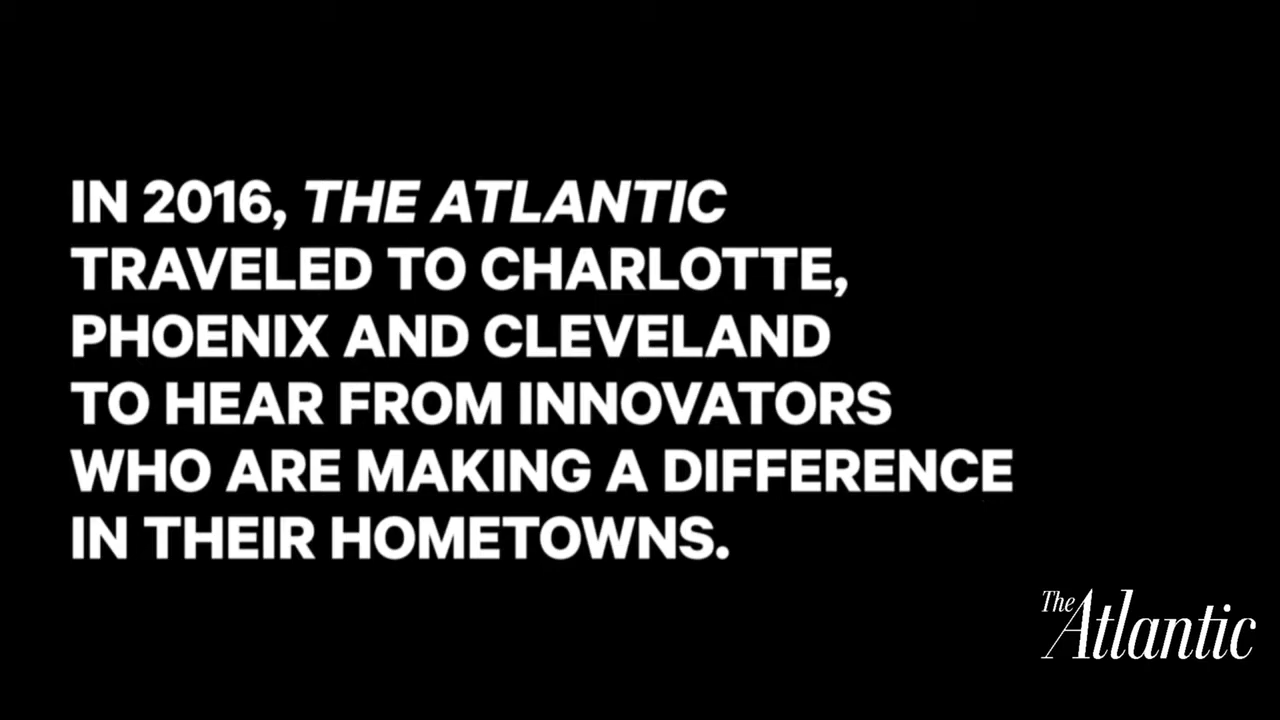 IN 2016, THE ATLANTIC
TRAVELED TO CHARLOTTE,
PHOENIX AND CLEVELAND
TO HEAR FROM INNOVATORS
WHO ARE MAKING A DIFFERENCE
IN THEIR HOMETOWNS.
The Atlantic